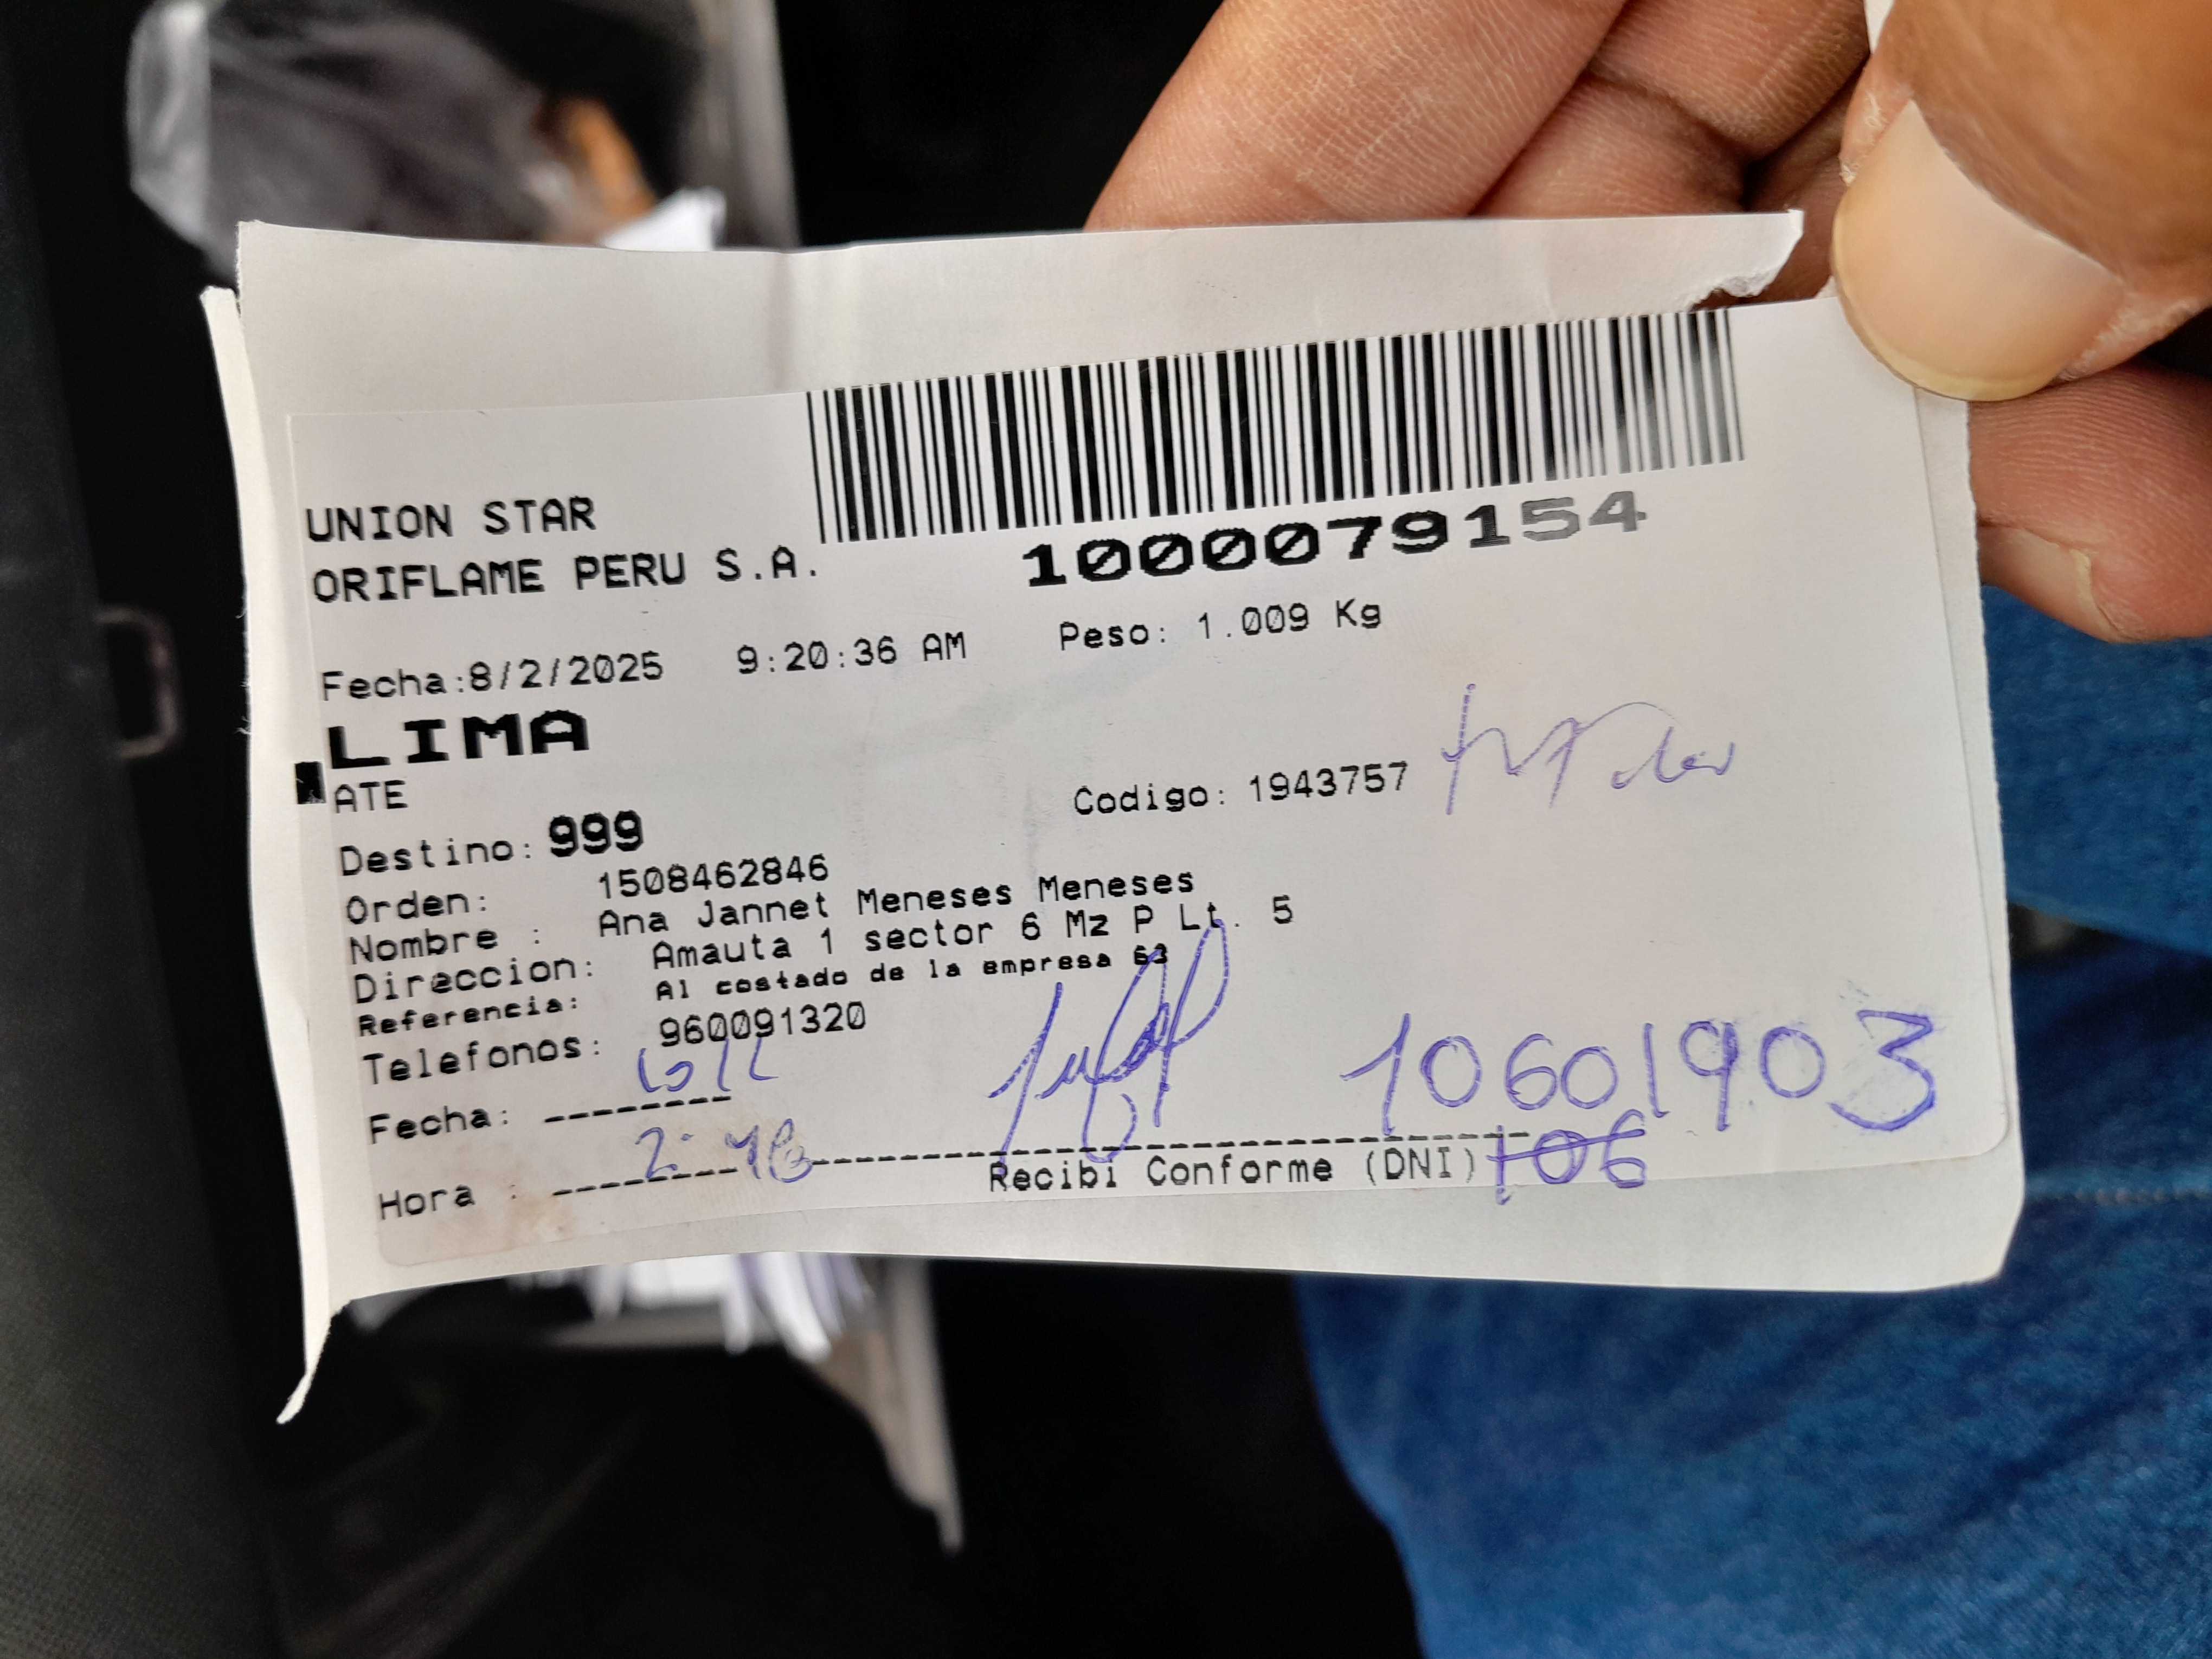 UNION STAR
ORIFLAME PERU S.A.
1000079154
Fecha:8/2/2025 9:20:36 AM Peso: 1.009 Kg
LIMA
ATE
Codigo: 1943757
Destino: 999
Orden: 1508462846
Nombre : Ana Jannet Meneses Meneses
Direccion: Amauta 1 sector 6 Mz P Lt. 5
Referencia: Al costado de la empresa 63
Telefonos: 960091320
Fecha:
10601903
Hora :
Recibi Conforme (DNI) 106